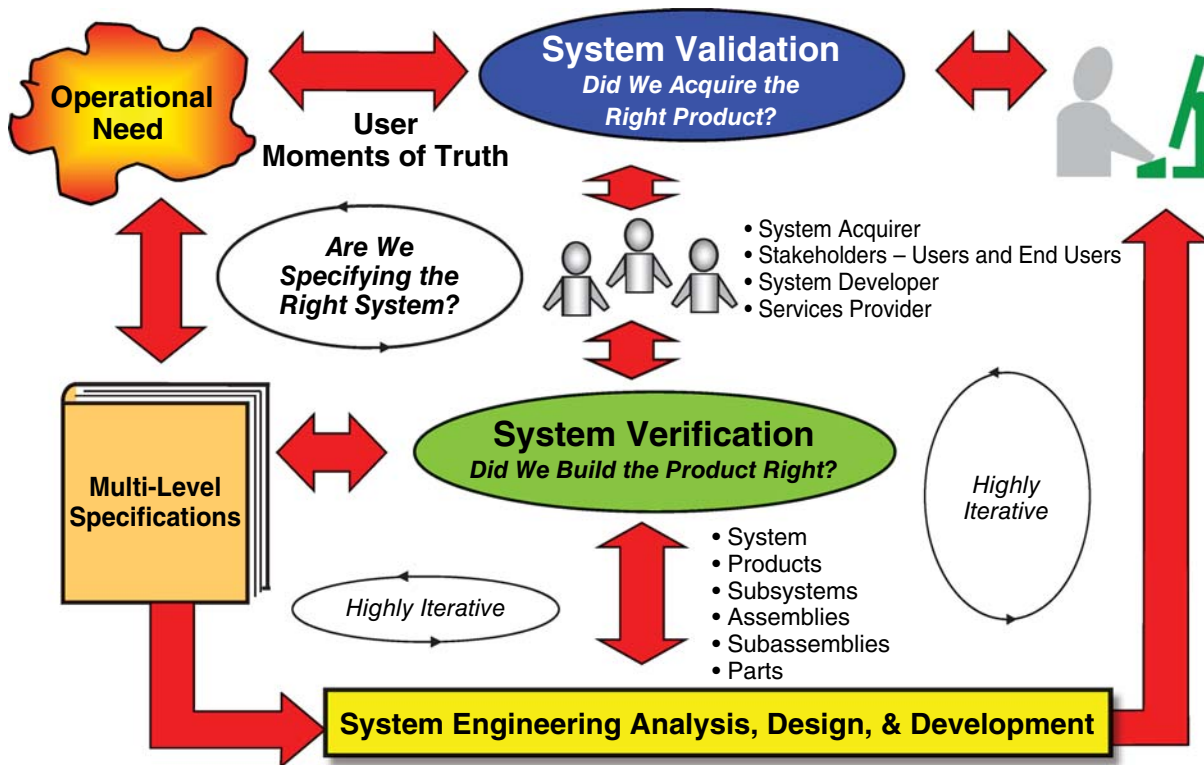 System Validation
Did We Acquire the
Right Product?
Operational
Need
User
Moments of Truth
Are We
Specifying the
Right System?
• System Acquirer
• Stakeholders – Users and End Users
• System Developer
• Services Provider
System Verification
Did We Build the Product Right?
Multi-Level
Specifications
Highly
Iterative
• System
• Products
• Subsystems
• Assemblies
• Subassemblies
• Parts
Highly Iterative
System Engineering Analysis, Design, & Development